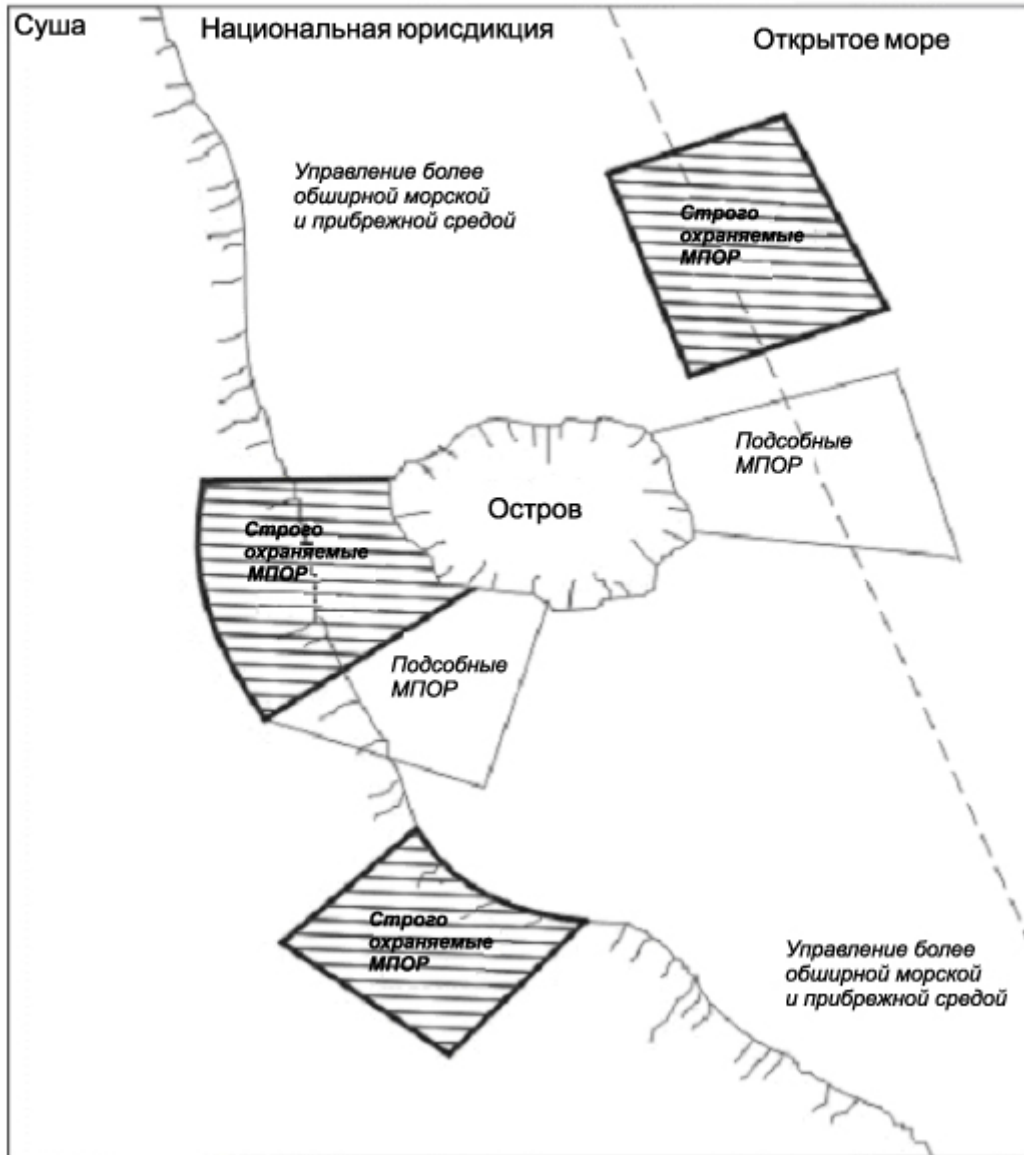 Суша
Национальная юрисдикция
Открытое море
Управление более
обширной морской
и прибрежной средой
Строго
охраняемые
МПОР
Подсобные
МПОР
Остров
Строго
охраняемые
МПОР
Подсобные
МПОР
Строго
охраняемые
МПОР
Управление более
обширной морской
и прибрежной средой